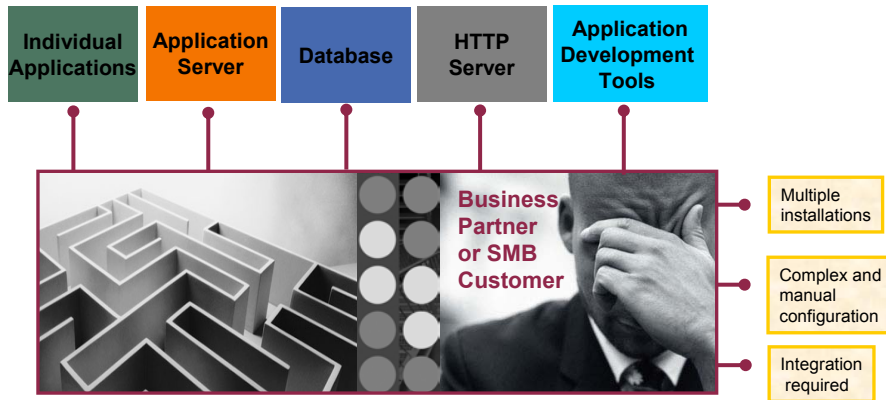 Individual
Applications
Application
Server
Database
HTTP
Server
Application
Development
Tools
Business
Partner
or SMB
Customer
Multiple
installations
Complex and
manual
configuration
Integration
required